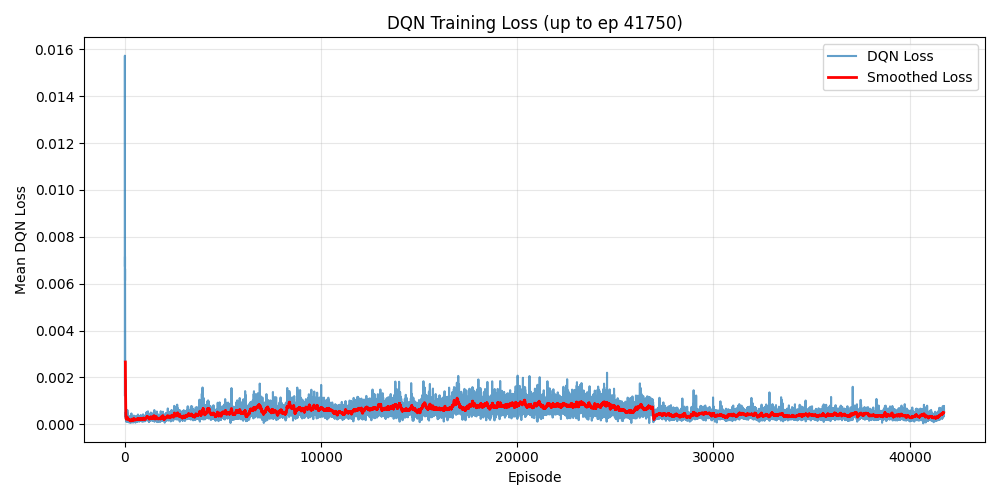 DQN Training Loss (up to ep 41750)
DQN Loss
Smoothed Loss
Mean DQN Loss
0.016
0.014
0.012
0.010
0.008
0.006
0.004
0.002
0.000
0
10000
20000
30000
40000
Episode